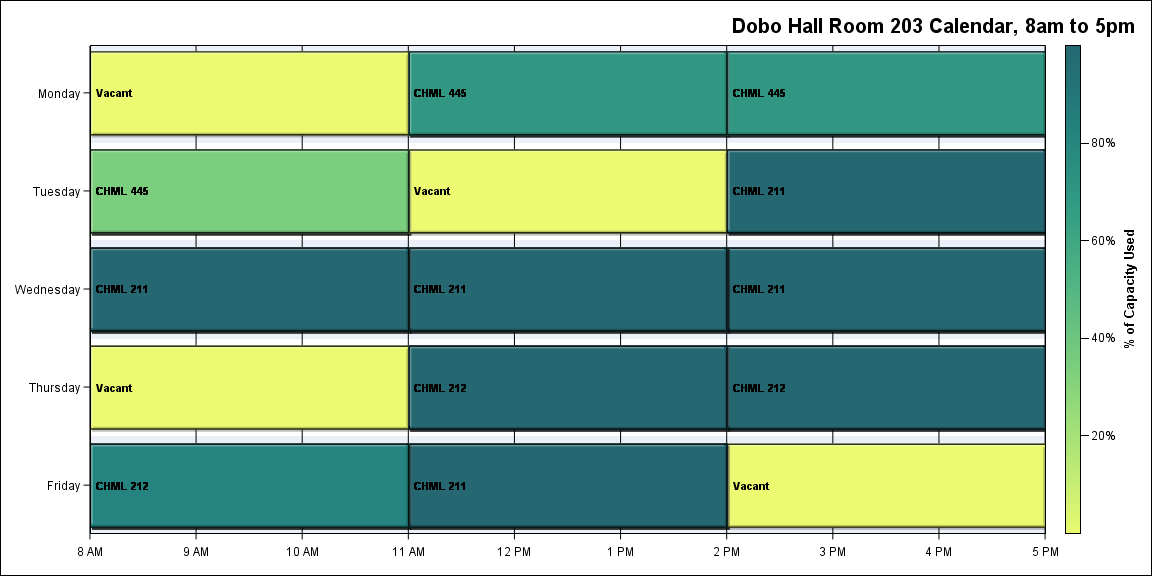 Dobo Hall Room 203 Calendar, 8am to 5pm
Monday
Vacant
CHML 445
CHML 445
Tuesday
CHML 445
Vacant
CHML 211
Wednesday
CHML 211
CHML 211
CHML 211
Thursday
Vacant
CHML 212
CHML 212
Friday
CHML 212
CHML 211
Vacant
8 AM
9 AM
10 AM
11 AM
12 PM
1 PM
2 PM
3 PM
4 PM
5 PM
80%
60%
40%
20%
% of Capacity Used